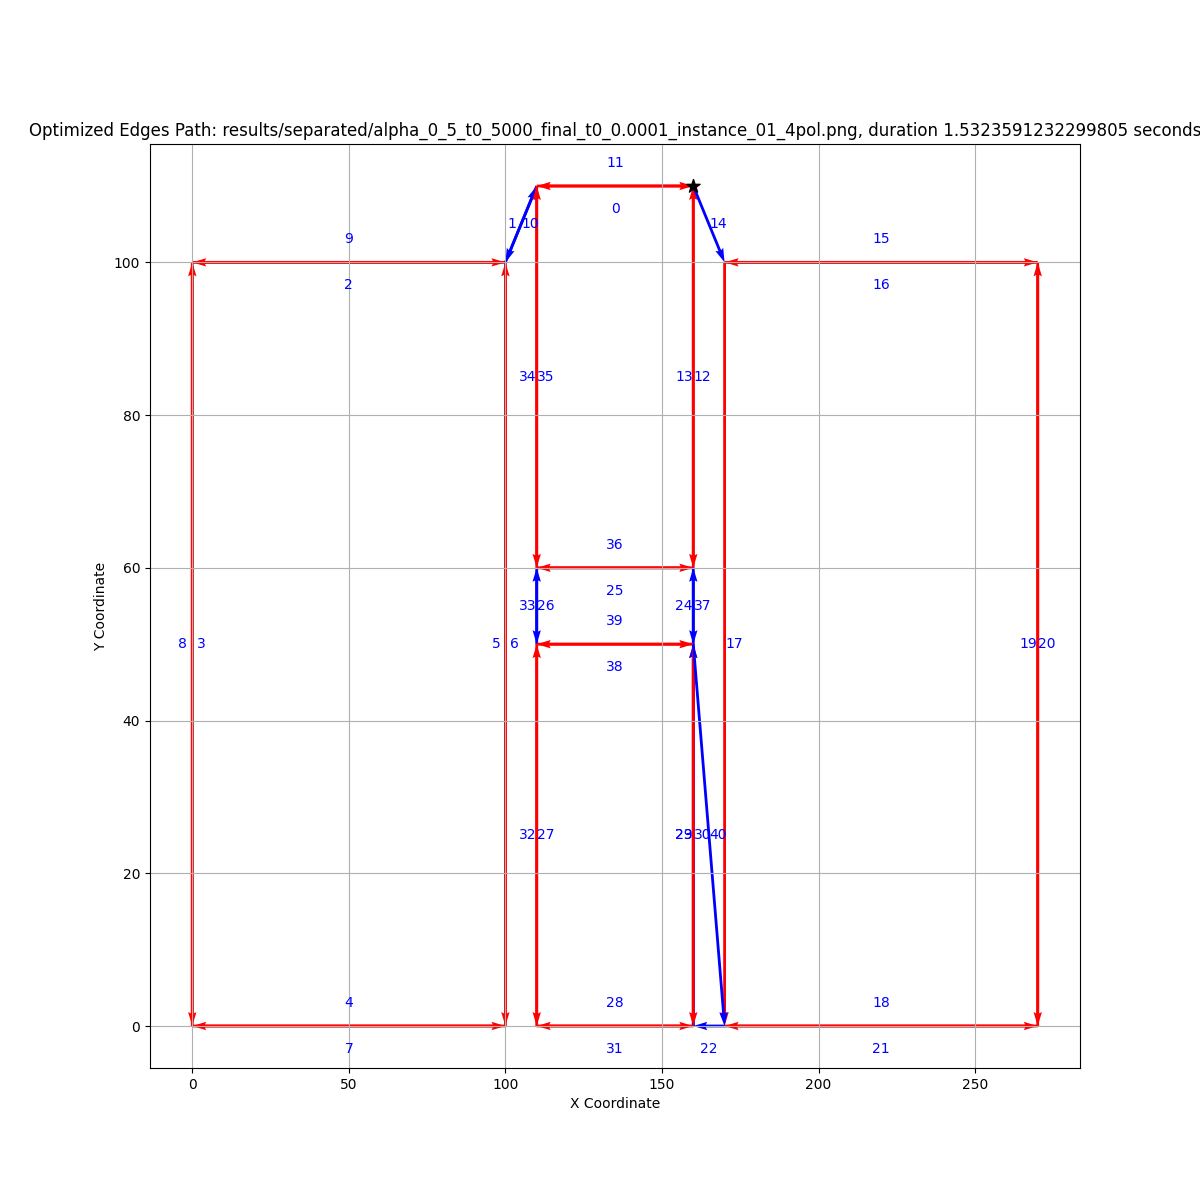 Optimized Edges Path: results/separated/alpha_0_5_t0_5000_final_t0_0.0001_instance_01_4pol.png, duration 1.5323591232299805 seconds
11
0
1 10 14
9 15
2 16
100
34 35 13 12
80
36
60
25
33 26 24 37
39
8 3 5 6 17 19 20
38
Y Coordinate
40
32 27 29 30 40
20
4 28 18
0
7 31 22 21
0 50 100 150 200 250
X Coordinate